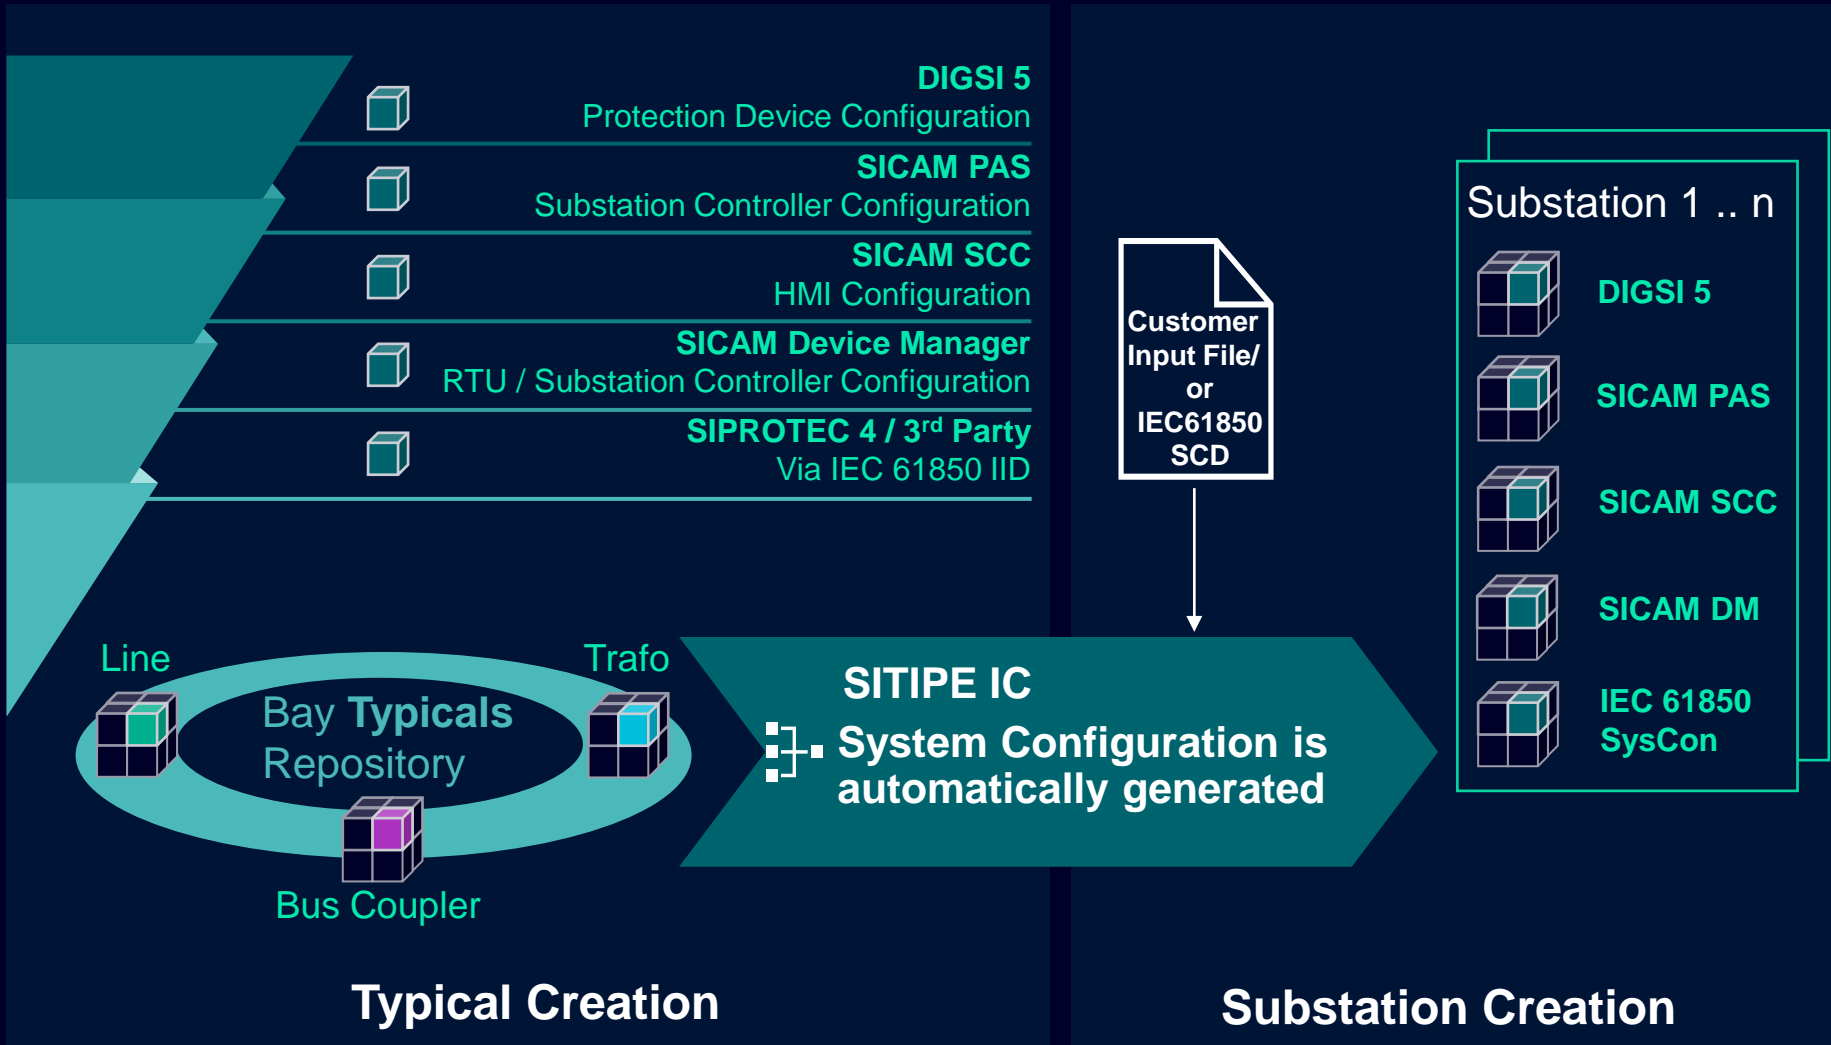 DIGSI 5
Protection Device Configuration
SICAM PAS
Substation Controller Configuration
SICAM SCC
HMI Configuration
SICAM Device Manager
RTU / Substation Controller Configuration
SIPROTEC 4 / 3rd Party
Via IEC 61850 IID
Line
Trafo
Bay Typicals
Repository
Bus Coupler
Typical Creation
Customer
Input File/
or
IEC61850
SCD
SITIPE IC
System Configuration is
automatically generated
Substation 1 .. n
DIGSI 5
SICAM PAS
SICAM SCC
SICAM DM
IEC 61850
SysCon
Substation Creation